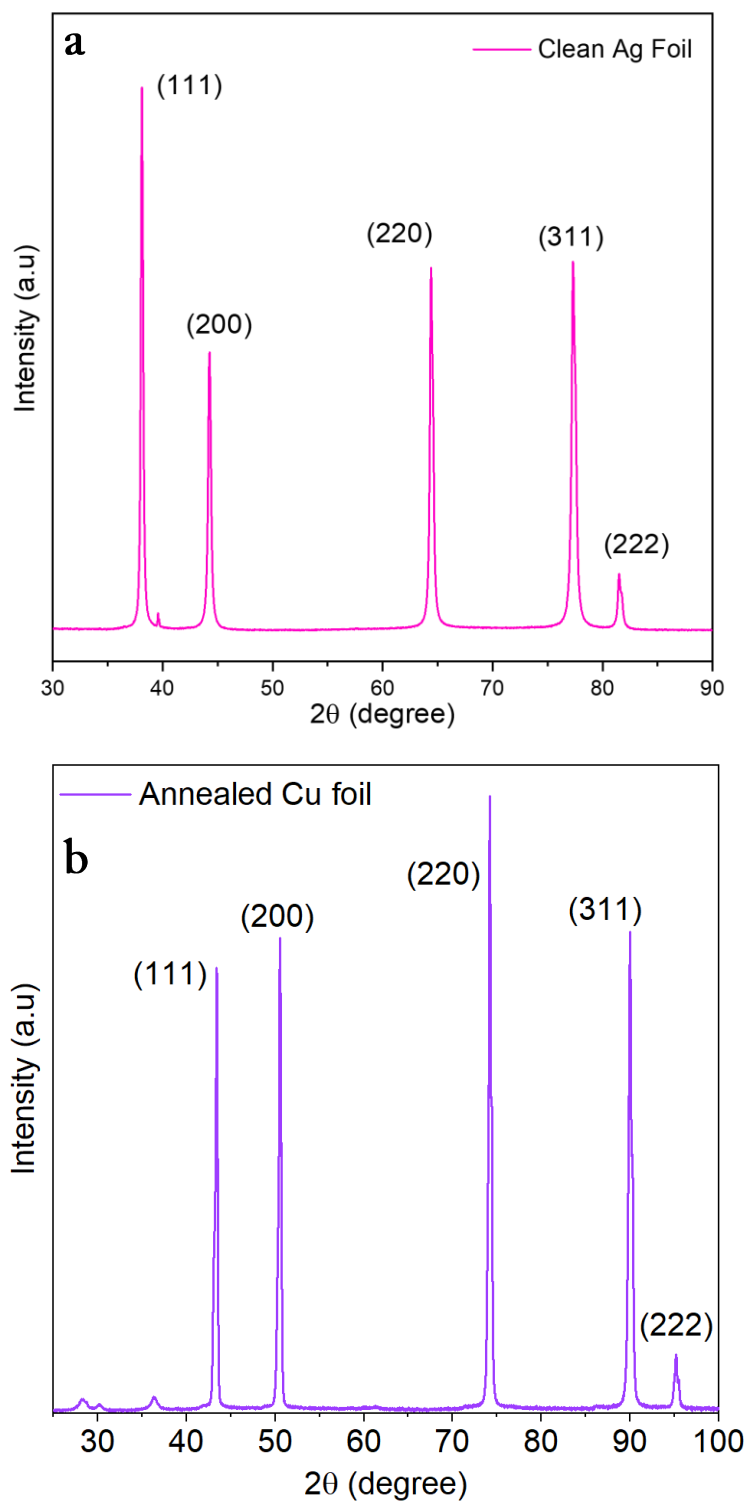 a
Clean Ag Foil
(111)
(220)
(311)
(200)
(222)
Intensity (a.u)
30 40 50 60 70 80 90
2θ (degree)
Annealed Cu foil
b
(220)
(200)
(311)
(111)
(222)
Intensity (a.u)
30 40 50 60 70 80 90 100
2θ (degree)